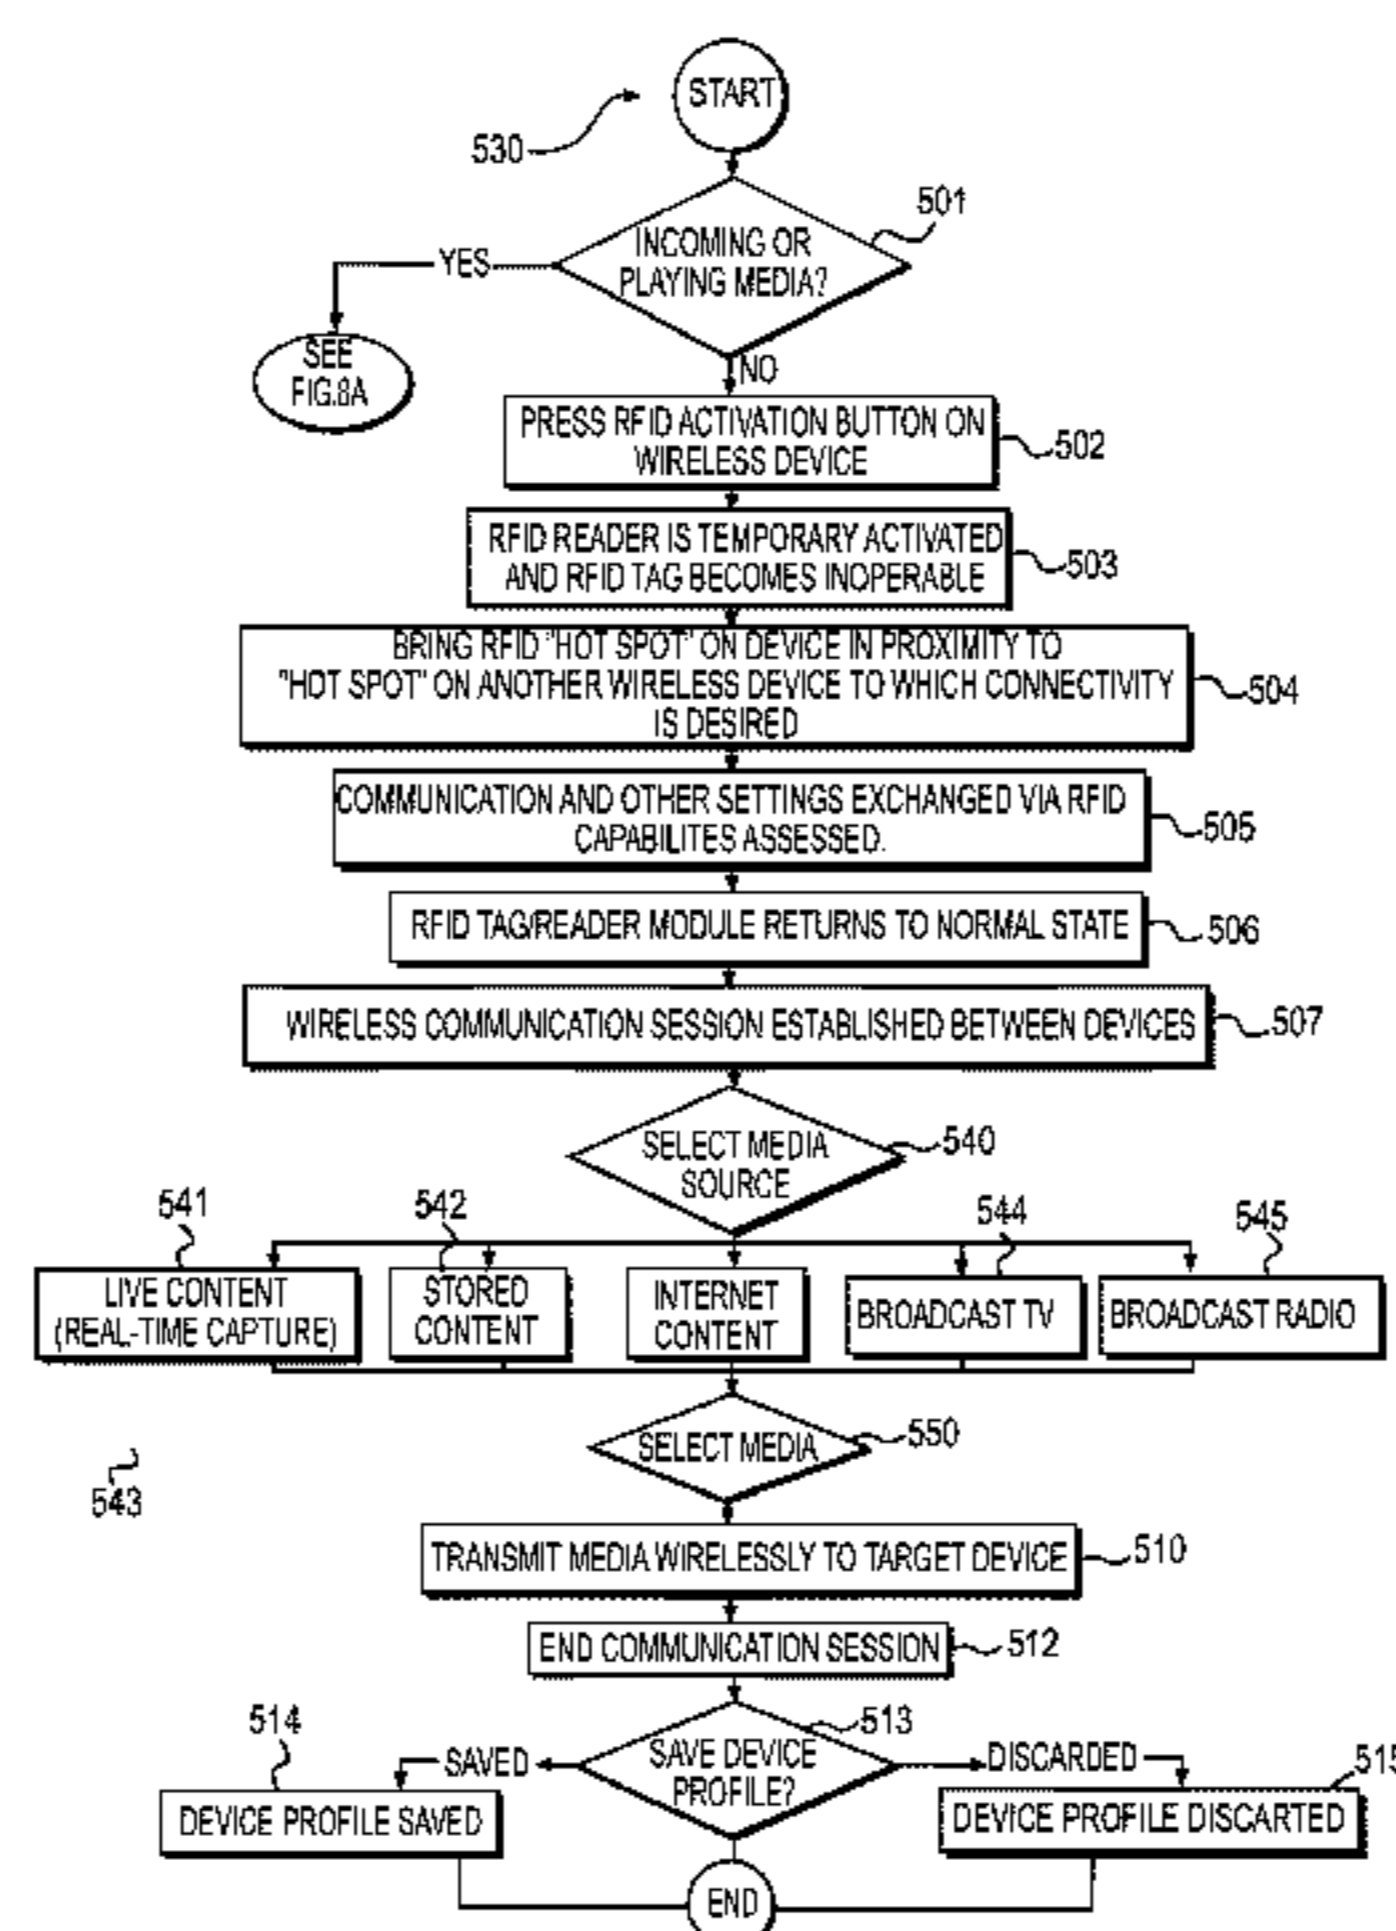 START
530
501
INCOMING OR
PLAYING MEDIA?
YES
SEE
FIG.8A
NO
PRESS RFID ACTIVATION BUTTON ON
WIRELESS DEVICE
502
RFID READER IS TEMPORARY ACTIVATED
AND RFID TAG BECOMES INOPERABLE
503
BRING RFID "HOT SPOT" ON DEVICE IN PROXIMITY TO
"HOT SPOT" ON ANOTHER WIRELESS DEVICE TO WHICH CONNECTIVITY
IS DESIRED
504
COMMUNICATION AND OTHER SETTINGS EXCHANGED VIA RFID
CAPABILITES ASSESSED.
505
RFID TAG/READER MODULE RETURNS TO NORMAL STATE
506
WIRELESS COMMUNICATION SESSION ESTABLISHED BETWEEN DEVICES
507
SELECT MEDIA
SOURCE
540
541
542
544
545
LIVE CONTENT
(REAL-TIME CAPTURE)
STORED
CONTENT
INTERNET
CONTENT
BROADCAST TV
BROADCAST RADIO
SELECT MEDIA
550
543
TRANSMIT MEDIA WIRELESSLY TO TARGET DEVICE
510
END COMMUNICATION SESSION
512
514
513
515
SAVED
SAVE DEVICE
PROFILE?
DISCARDED
DEVICE PROFILE SAVED
DEVICE PROFILE DISCARTED
END